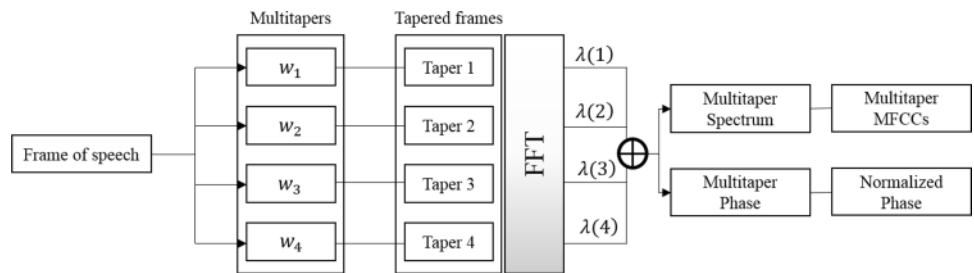 Multitapers
Tapered frames
Frame of speech
w₁
w₂
w₃
w₄
Taper 1
Taper 2
Taper 3
Taper 4
FFT
λ(1)
λ(2)
λ(3)
λ(4)
Multitaper
Spectrum
Multitaper
MFCCs
Multitaper
Phase
Normalized
Phase